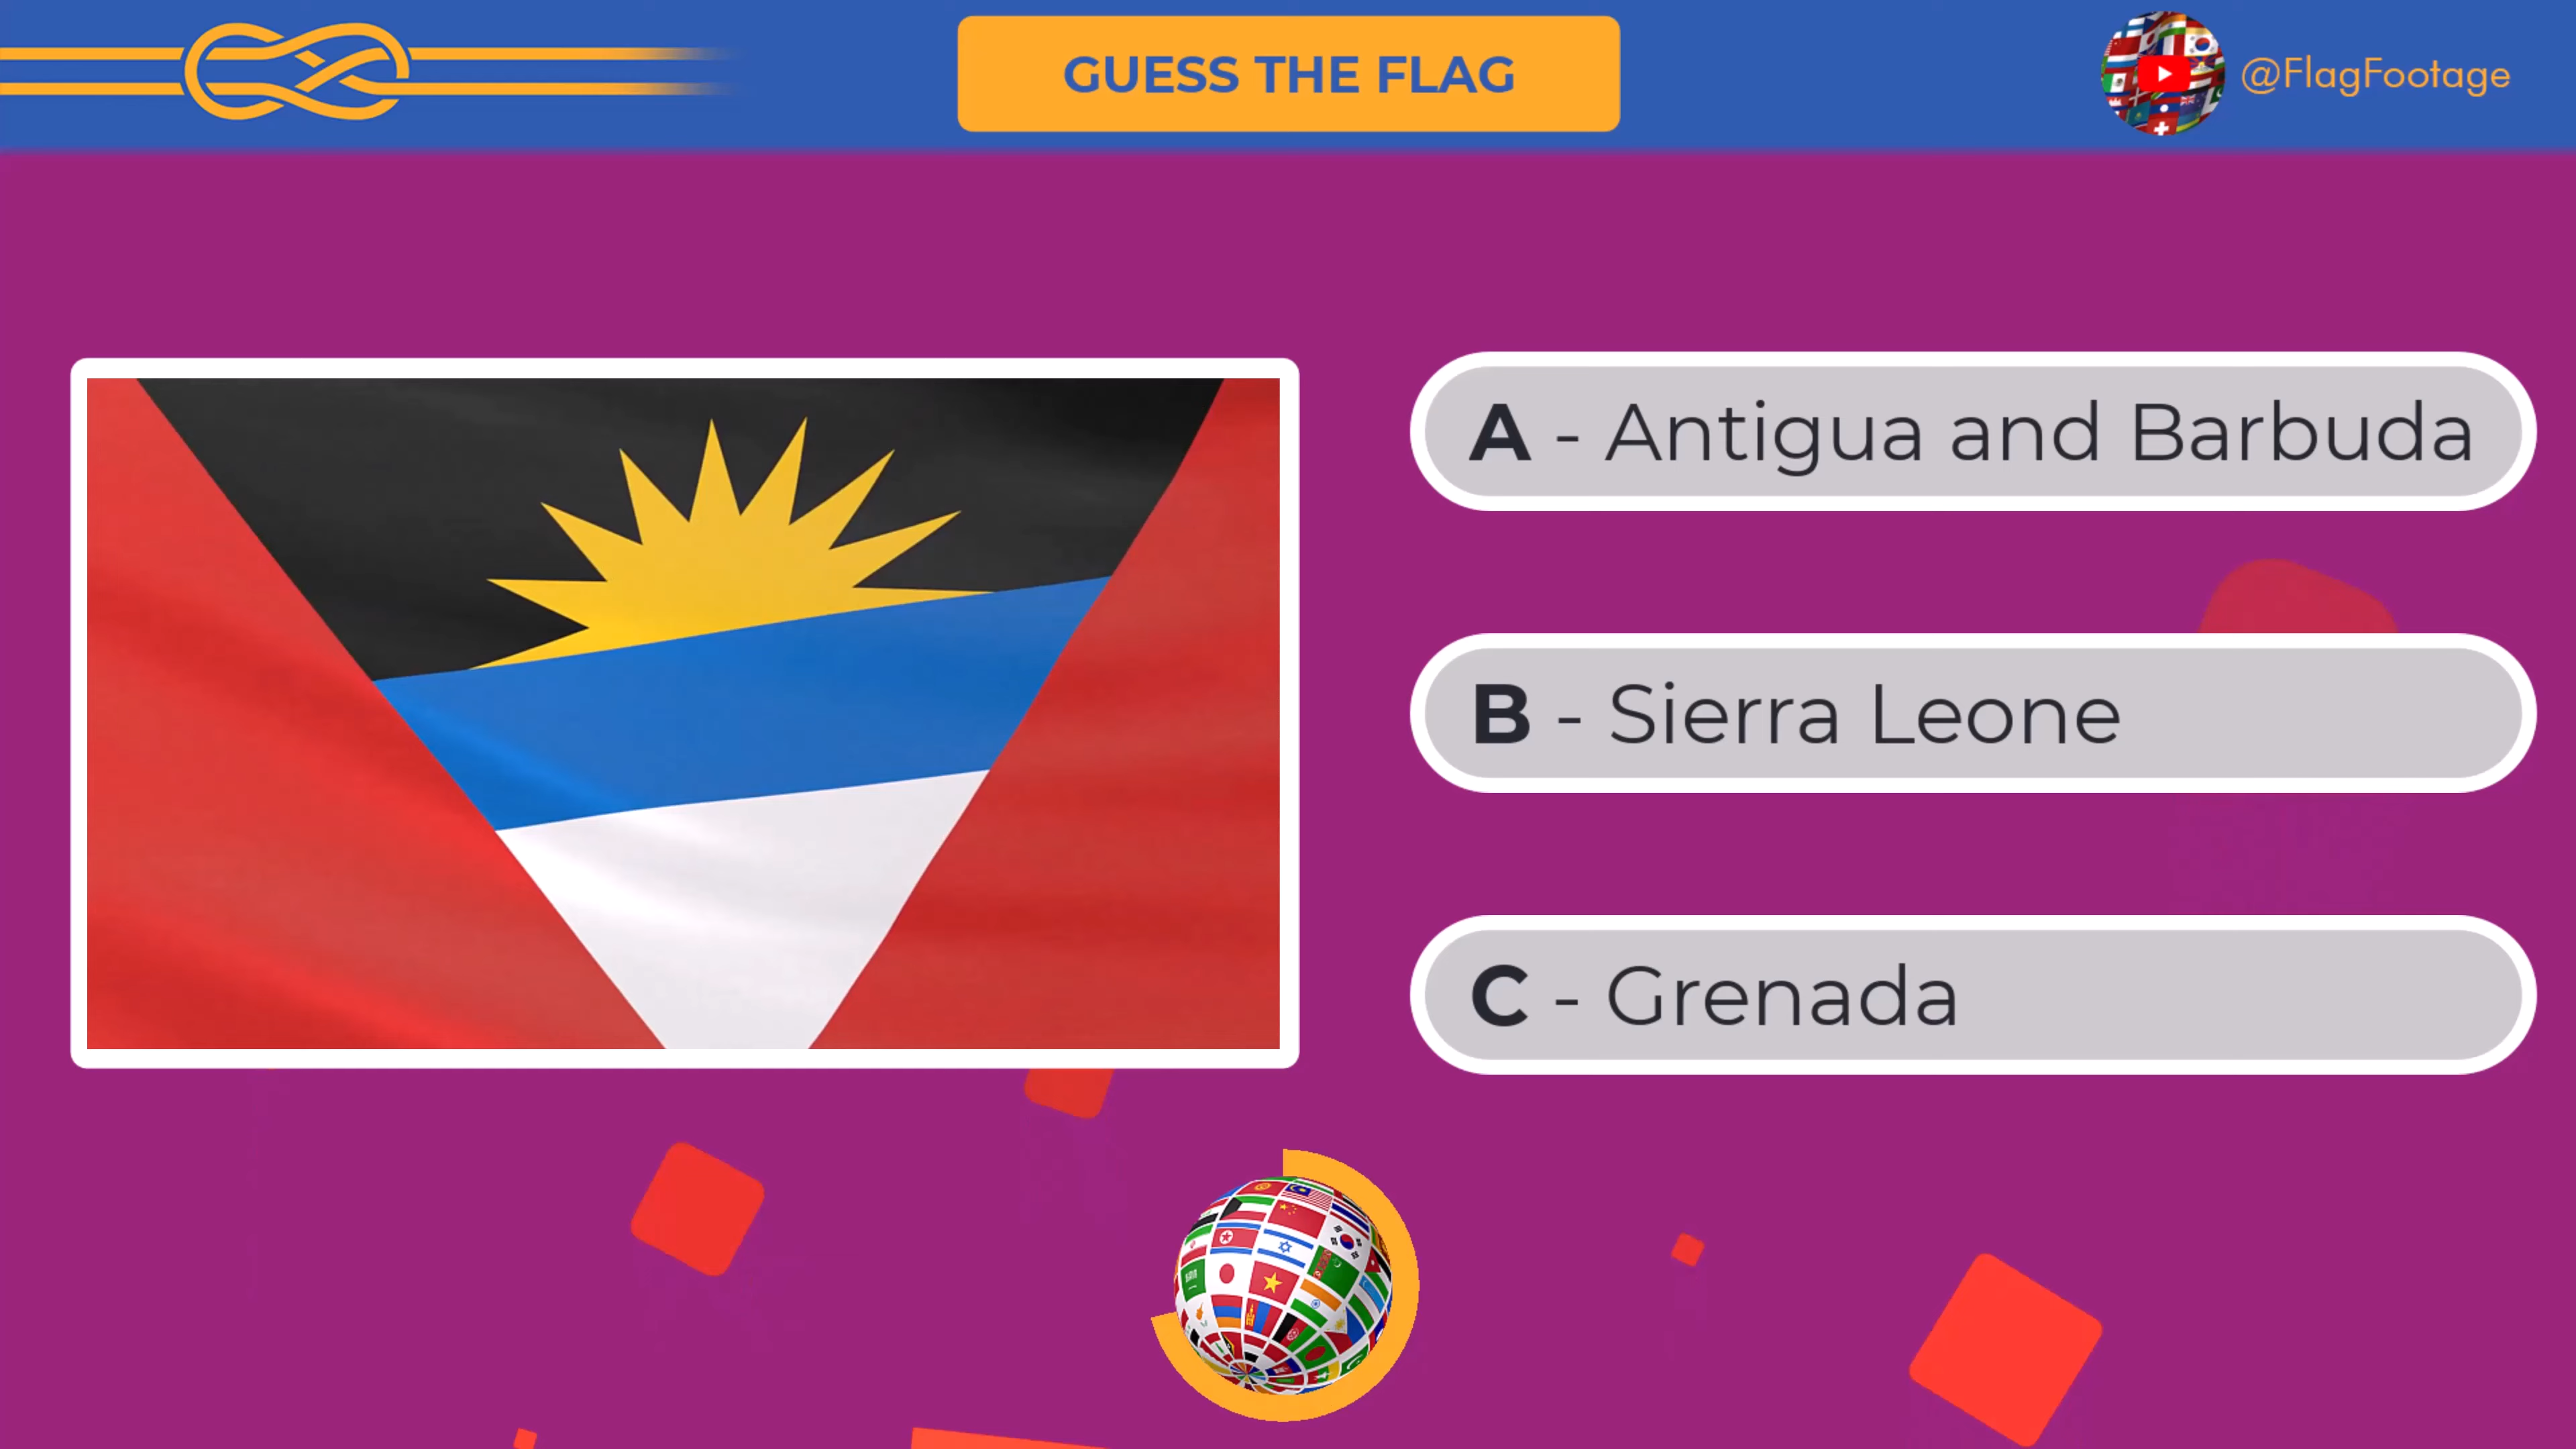 GUESS THE FLAG
@FlagFootage
A - Antigua and Barbuda
B - Sierra Leone
C - Grenada